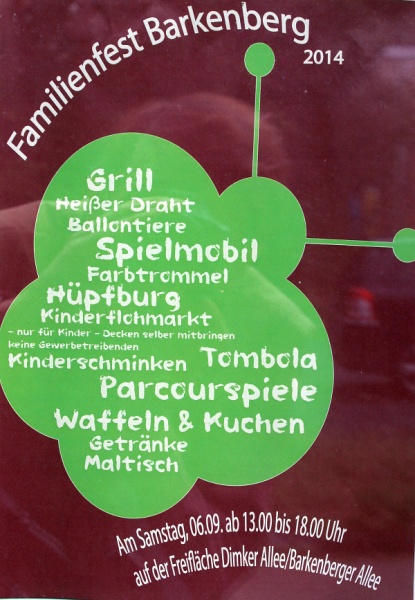 Familienfest Barkenberg
2014
Grill
Heißer Draht
Ballontiere
Spielmobil
Farbtrommel
Hüpfburg
Kinderflohmarkt
- nur für Kinder - Decken selber mitbringen
keine Gewerbetreibenden
Kinderschminken Tombola
Parcourspiele
Waffeln & Kuchen
Getränke
Maltisch
Am Samstag, 06.09. ab 13.00 bis 18.00 Uhr
auf der Freifläche Dimker Allee/Barkenberger Allee